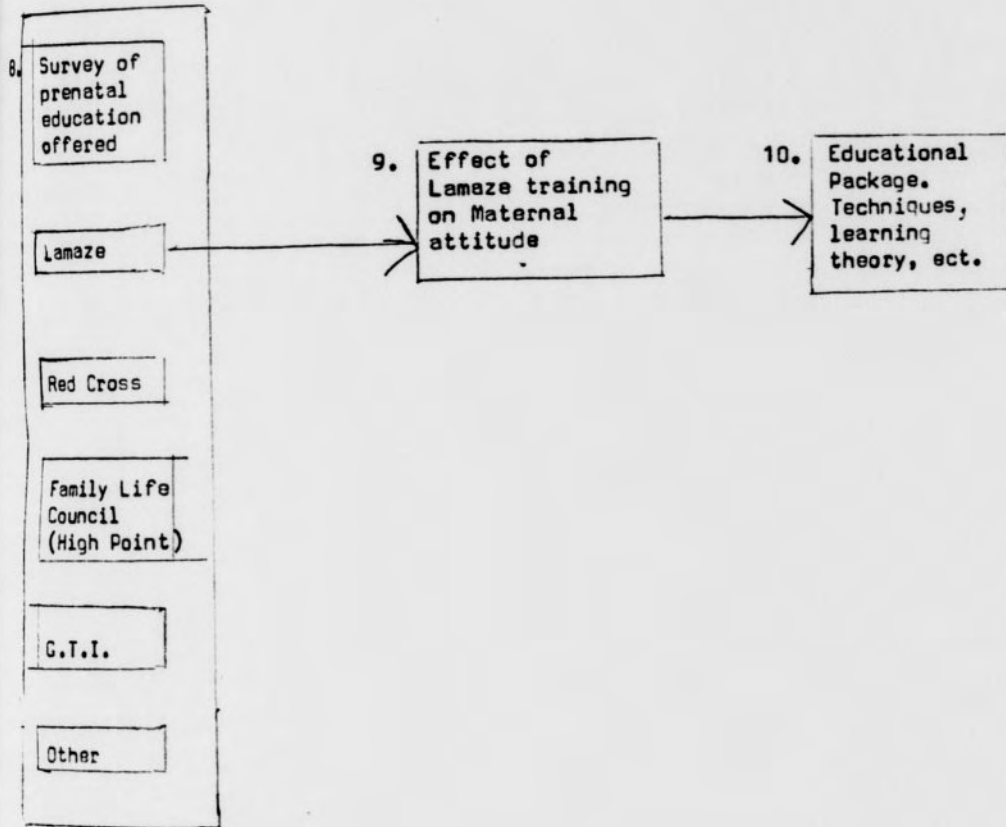 8. Survey of
prenatal
education
offered
Lamaze
Red Cross
Family Life
Council
(High Point)
G.T.I.
Other
9. Effect of
Lamaze training
on Maternal
attitude
10. Educational
Package.
Techniques,
learning
theory, ect.